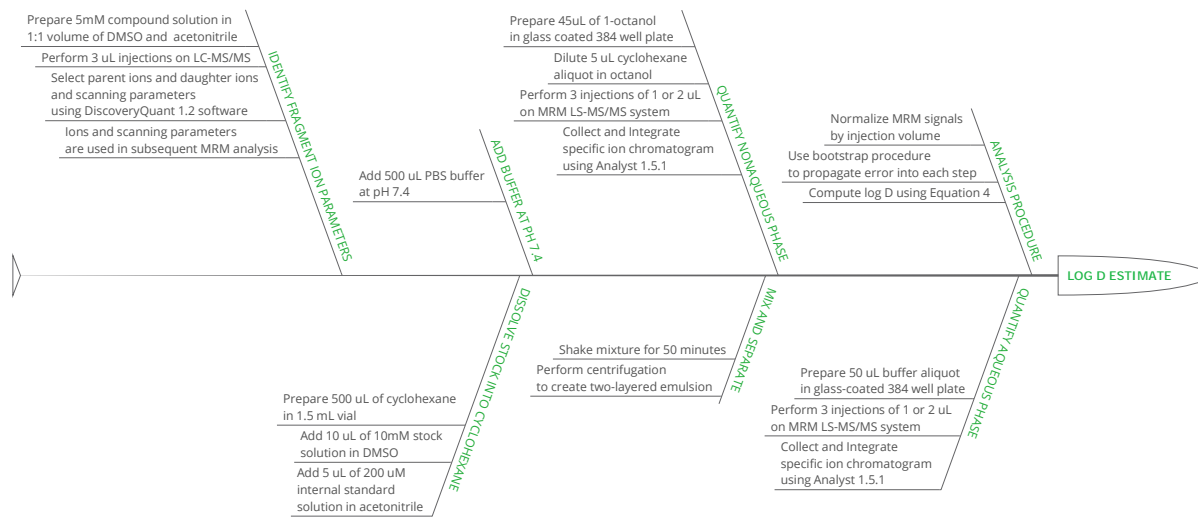 Prepare 5mM compound solution in
1:1 volume of DMSO and acetonitrile
Perform 3 uL injections on LC-MS/MS
Select parent ions and daughter ions
and scanning parameters
using DiscoveryQuant 1.2 software
Ions and scanning parameters
are used in subsequent MRM analysis
IDENTIFY FRAGMENT ION PARAMETERS
Add 500 uL PBS buffer
at pH 7.4
ADD BUFFER AT PH 7.4
Prepare 45uL of 1-octanol
in glass coated 384 well plate
Dilute 5 uL cyclohexane
aliquot in octanol
Perform 3 injections of 1 or 2 uL
on MRM LS-MS/MS system
Collect and Integrate
specific ion chromatogram
using Analyst 1.5.1
QUANTIFY NONAQUEOUS PHASE
Normalize MRM signals
by injection volume
Use bootstrap procedure
to propagate error into each step
Compute log D using Equation 4
ANALYSIS PROCEDURE
LOG D ESTIMATE
Prepare 500 uL of cyclohexane
in 1.5 mL vial
Add 10 uL of 10mM stock
solution in DMSO
Add 5 uL of 200 uM
internal standard
solution in acetonitrile
DISSOLVE STOCK INTO CYCLOHEXANE
Shake mixture for 50 minutes
Perform centrifugation
to create two-layered emulsion
MIX AND SEPARATE
Prepare 50 uL buffer aliquot
in glass-coated 384 well plate
Perform 3 injections of 1 or 2 uL
on MRM LS-MS/MS system
Collect and Integrate
specific ion chromatogram
using Analyst 1.5.1
QUANTIFY AQUEOUS PHASE